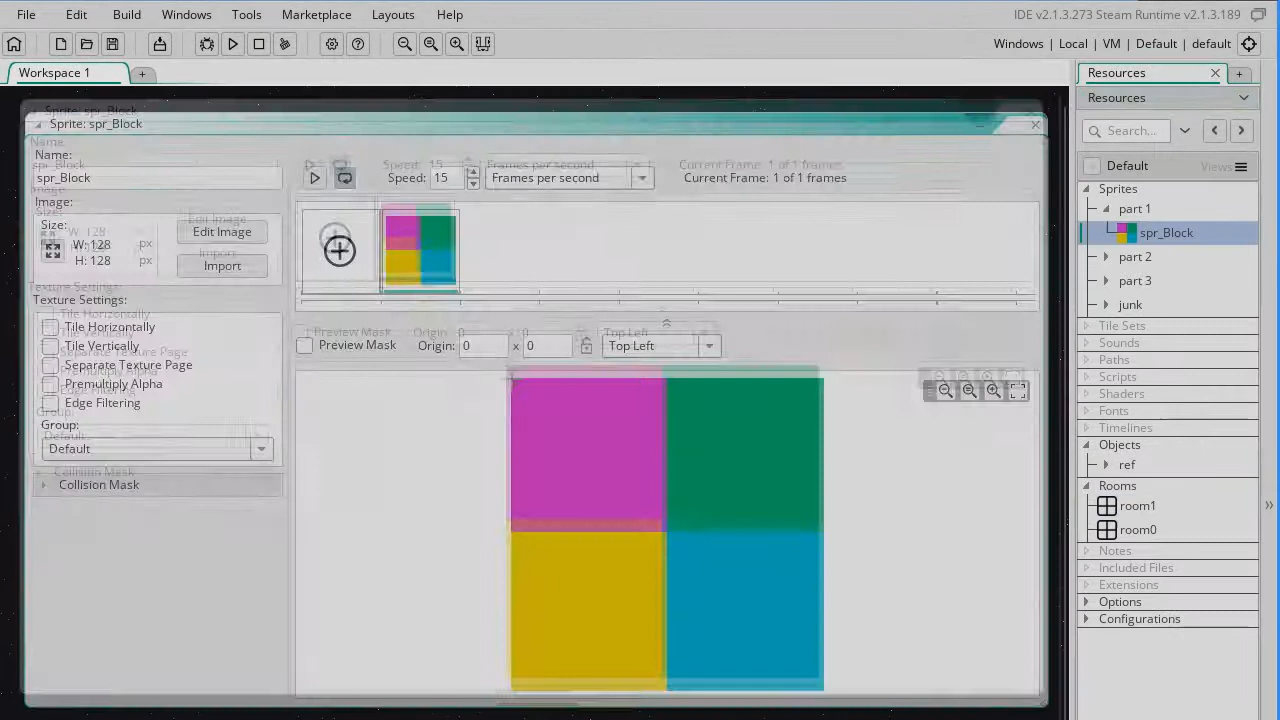 File Edit Build Windows Tools Marketplace Layouts Help
IDE v2.1.3.273 Steam Runtime v2.1.3.189
Windows | Local | VM | Default | default
Workspace 1
Resources
Resources
Search...
Default
Views
Sprites
part 1
spr_Block
part 2
part 3
junk
Tile Sets
Sounds
Paths
Scripts
Shaders
Fonts
Timelines
Objects
ref
Rooms
room1
room0
Notes
Included Files
Extensions
Options
Configurations
Sprite: spr_Block
Name:
spr_Block
Image:
Size:
W: 128 px
H: 128 px
Edit Image
Import
Texture Settings:
Tile Horizontally
Tile Vertically
Separate Texture Page
Premultiply Alpha
Edge Filtering
Group:
Default
Collision Mask
Speed: 15
Frames per second
Current Frame: 1 of 1 frames
Preview Mask
Origin: 0 x 0
Top Left